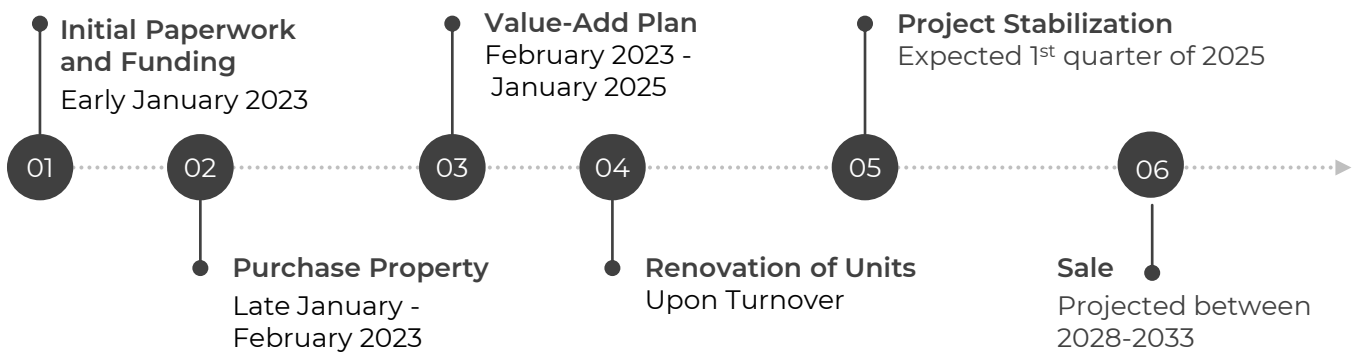 Initial Paperwork
and Funding
Early January 2023
Value-Add Plan
February 2023 -
January 2025
Project Stabilization
Expected 1st quarter of 2025
01
02
03
04
05
06
Purchase Property
Late January -
February 2023
Renovation of Units
Upon Turnover
Sale
Projected between
2028-2033